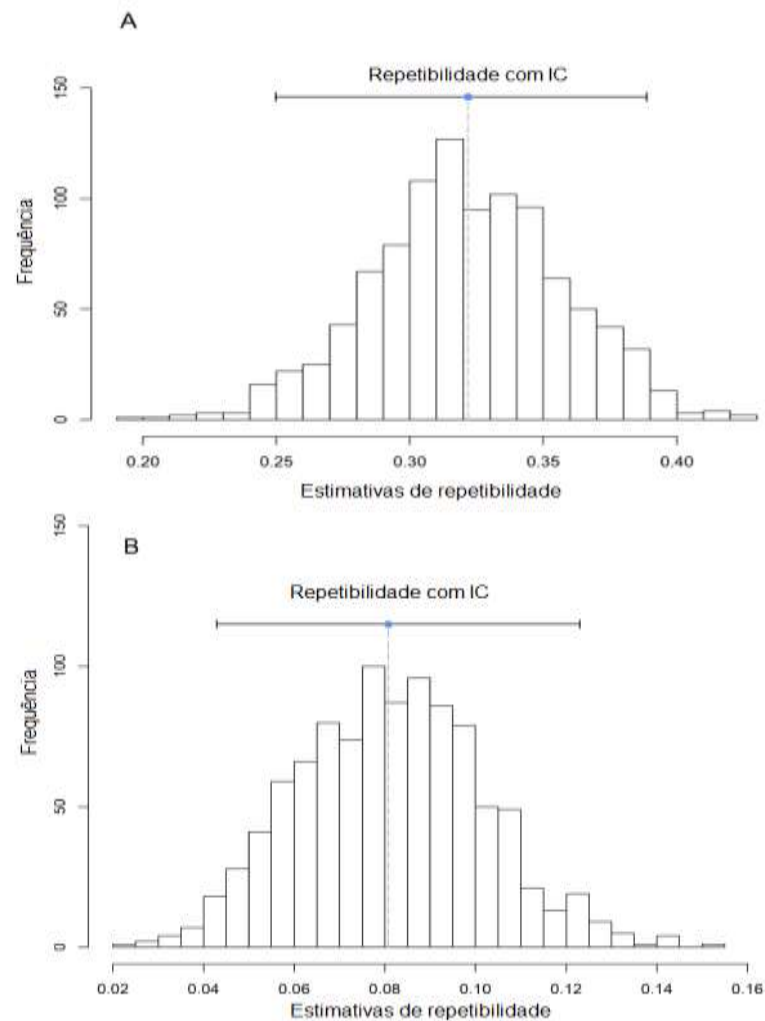 A
Repetibilidade com IC
150
100
50
0
Frequência
0.20 0.25 0.30 0.35 0.40
Estimativas de repetibilidade
B
Repetibilidade com IC
150
100
50
0
Frequência
0.02 0.04 0.06 0.08 0.10 0.12 0.14 0.16
Estimativas de repetibilidade